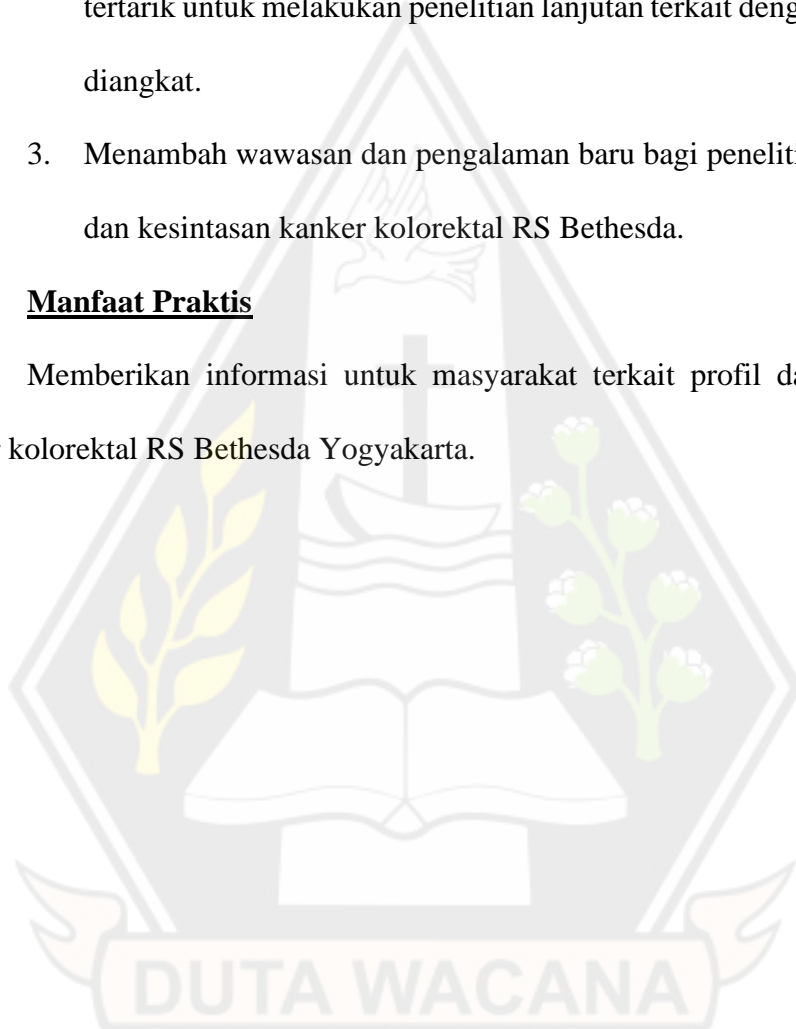 tertarik untuk melakukan penelitian lanjutan terkait deng
diangkat.
3. Menambah wawasan dan pengalaman baru bagi peneliti
dan kesintasan kanker kolorektal RS Bethesda.
Manfaat Praktis
Memberikan informasi untuk masyarakat terkait profil da
kolorektal RS Bethesda Yogyakarta.
DUTA WACANA